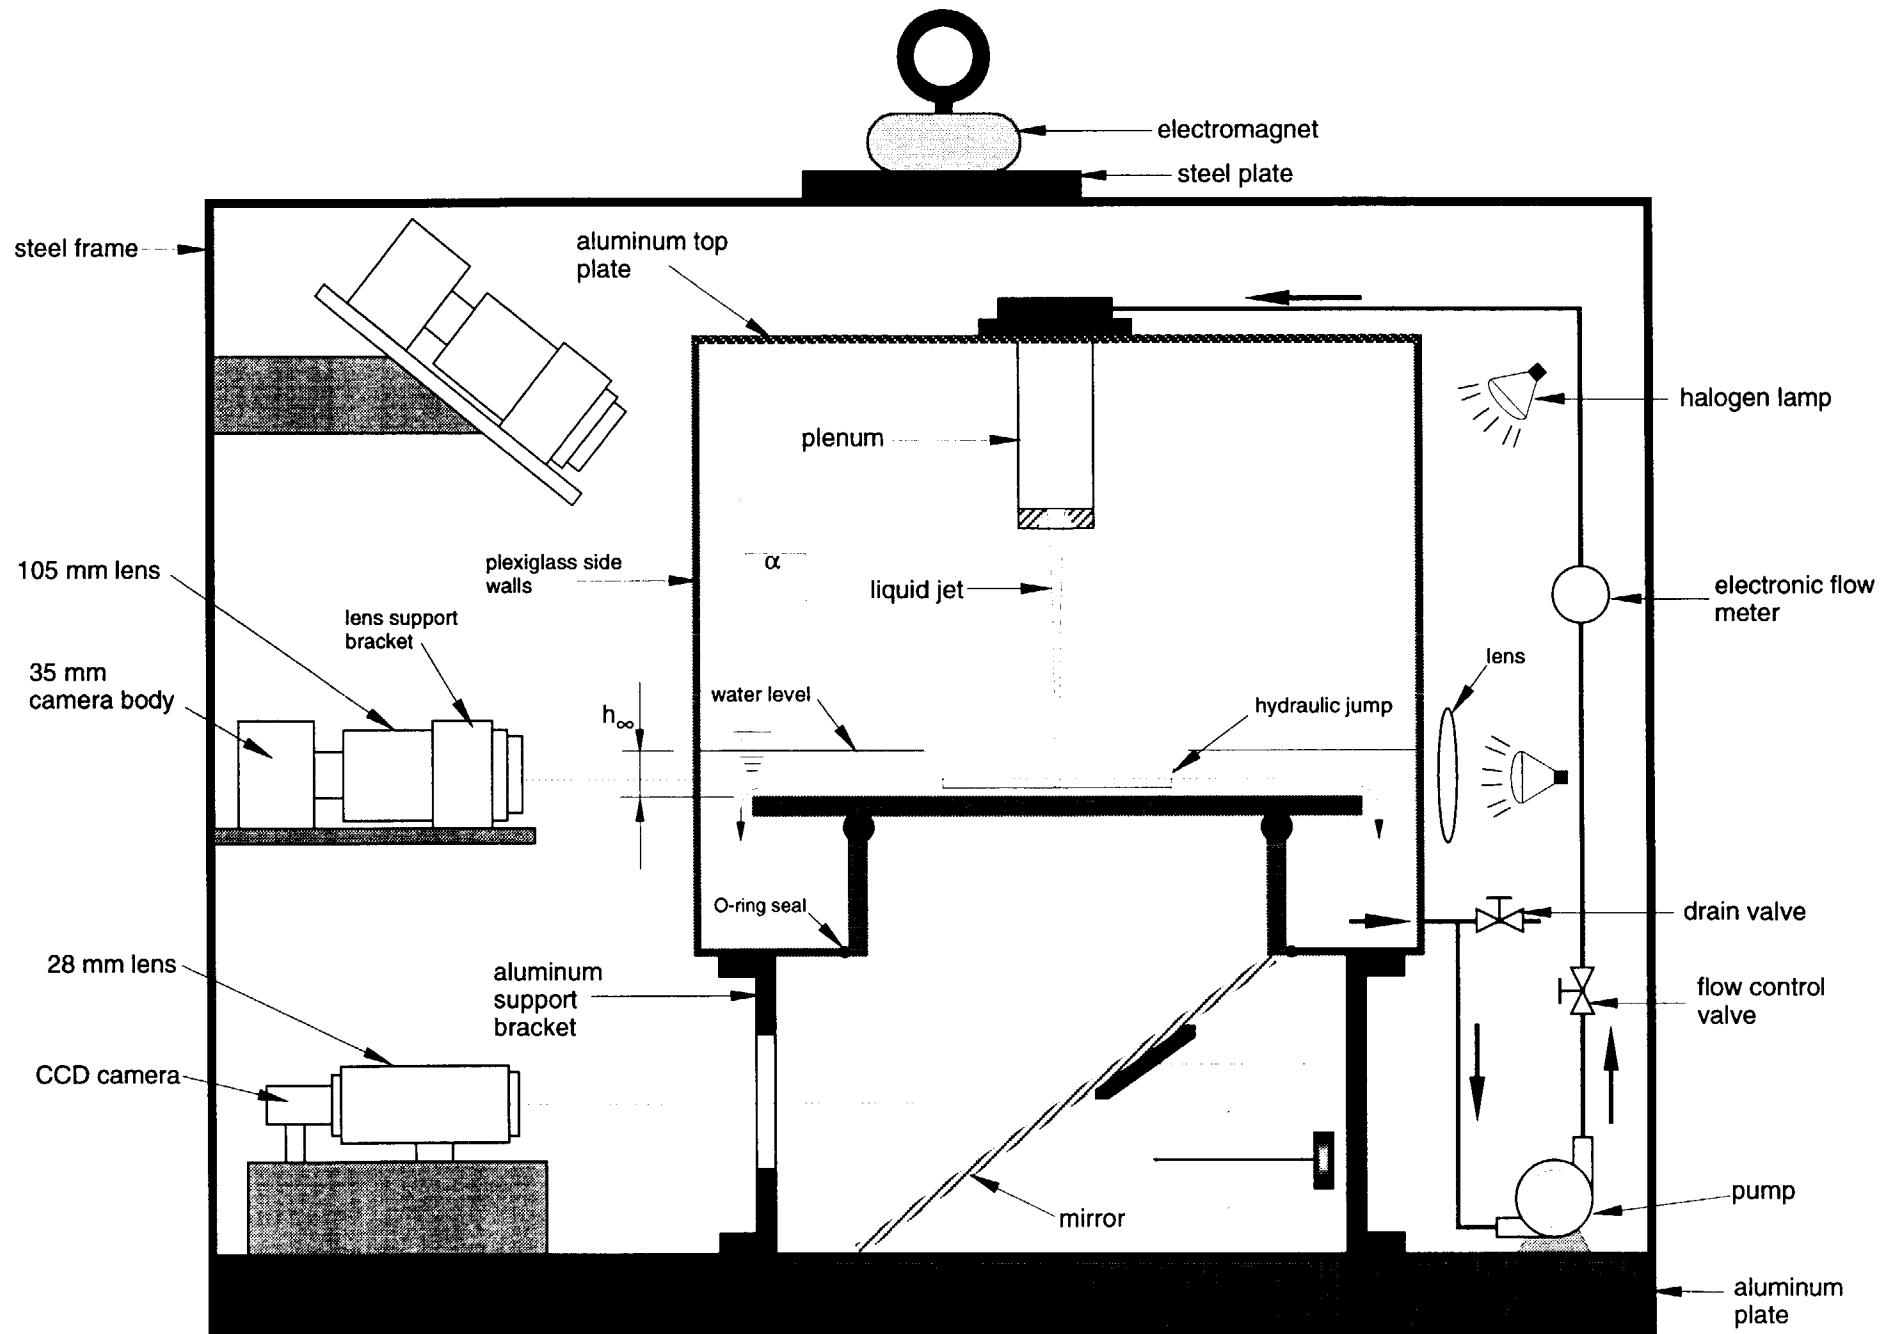 electromagnet
steel plate
steel frame
aluminum top
plate
halogen lamp
plenum
plexiglass side
walls
α
105 mm lens
liquid jet
electronic flow
meter
lens support
bracket
35 mm
camera body
lens
h∞
water level
hydraulic jump
O-ring seal
drain valve
28 mm lens
aluminum
support
bracket
flow control
valve
CCD camera
pump
mirror
aluminum
plate